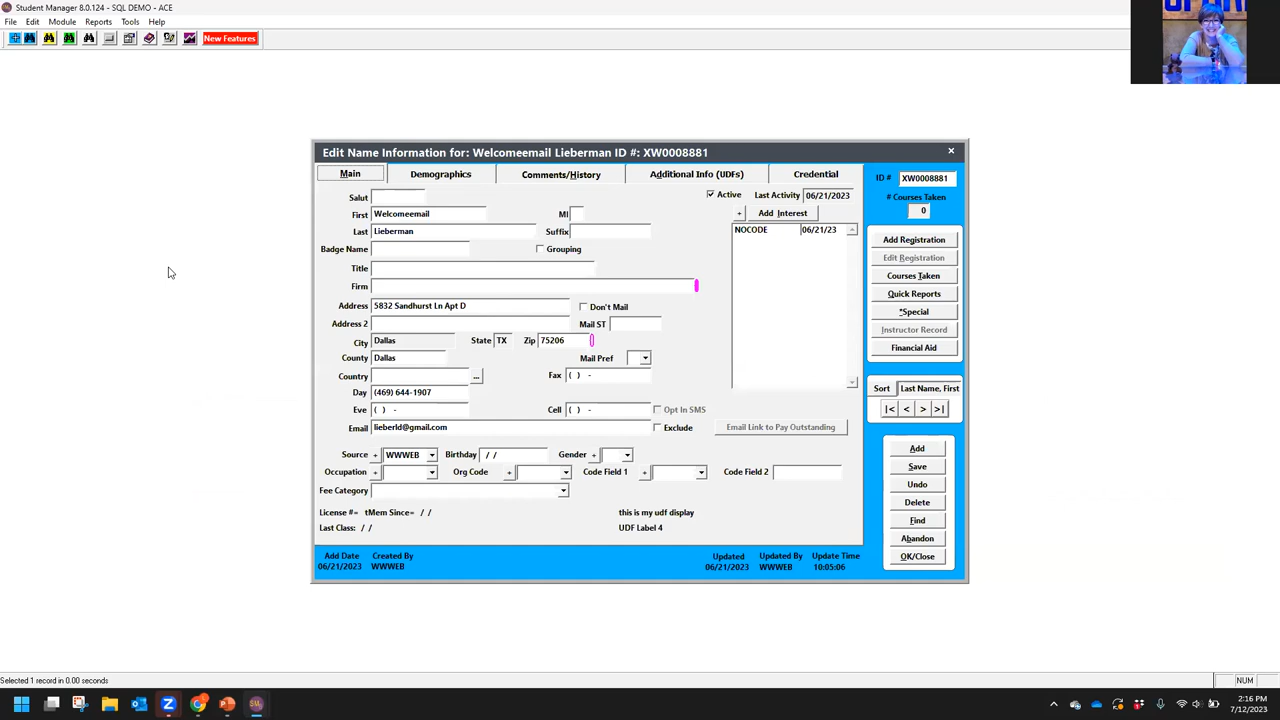 Student Manager 8.0.124 - SQL DEMO - ACE
File Edit Module Reports Tools Help
New Features
Edit Name Information for: Welcomeemail Lieberman ID #: XW0008881
Main Demographics Comments/History Additional Info (UDFs) Credential
ID # XW0008881
Salut Active Last Activity 06/21/2023
# Courses Taken
0
First Welcomeemail MI + Add Interest
Last Lieberman Suffix NOCODE 06/21/23
Badge Name Grouping
Title
Firm
Address 5832 Sandhurst Ln Apt D Don't Mail
Address 2 Mail ST
City Dallas State TX Zip 75206
County Dallas Mail Pref
Country ... Fax ( ) -
Day (469) 644-1907
Eve ( ) - Cell ( ) - Opt In SMS
Email lieberld@gmail.com Exclude Email Link to Pay Outstanding
Source + WWWEB Birthday / / Gender +
Occupation + Org Code + Code Field 1 + Code Field 2
Fee Category
License #= tMem Since= / / this is my udf display
Last Class: / / UDF Label 4
Add Date Created By Updated Updated By Update Time
06/21/2023 WWWEB 06/21/2023 WWWEB 10:05:06
Add Registration
Edit Registration
Courses Taken
Quick Reports
*Special
Instructor Record
Financial Aid
Sort Last Name, First
|< < > >|
Add
Save
Undo
Delete
Find
Abandon
OK/Close
Selected 1 record in 0.00 seconds NUM
2:16 PM
7/12/2023